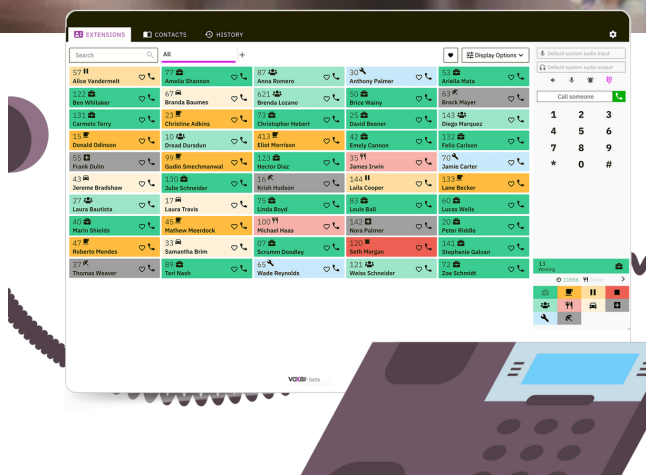 EXTENSIONS
CONTACTS
HISTORY
Search
All
+
Display Options
Default system audio input
Default system audio output
57
Alice Vandermelt
77
Amelia Shannon
87
Anna Romero
30
Anthony Palmer
53
Ariella Mata
122
Ben Whitaker
67
Branda Baumes
621
Brenda Lozano
50
Brice Wainy
63
Brock Mayer
131
Carmelo Terry
23
Christine Adkins
73
Christopher Hebert
25
David Beener
143
Diego Marquez
15
Donald Odinson
10
Dread Dursdun
413
Eliot Morrison
42
Emely Cannon
132
Felix Carlson
55
Frank Dulin
99
Gudin Smechmanwal
123
Hector Diaz
35
James Irwin
70
Jamie Carter
43
Jerome Bradshaw
130
Julie Schneider
16
Krish Hudson
144
Laila Cooper
133
Lane Becker
27
Laura Bautista
17
Laura Travis
75
Linda Boyd
83
Louis Ball
60
Lucas Wells
40
Marin Shields
45
Mathew Meerdock
100
Michael Haas
142
Nora Palmer
20
Peter Riddle
47
Roberto Mendes
33
Samantha Brim
07
Scramm Doodley
120
Seth Morgan
141
Stephanie Galvan
37
Thomas Weaver
89
Tori Nash
65
Wade Reynolds
121
Weiss Schneider
72
Zoe Schmidt
Call someone
1 2 3
4 5 6
7 8 9
* 0 #
13
Working
11h56
VOXBI beta